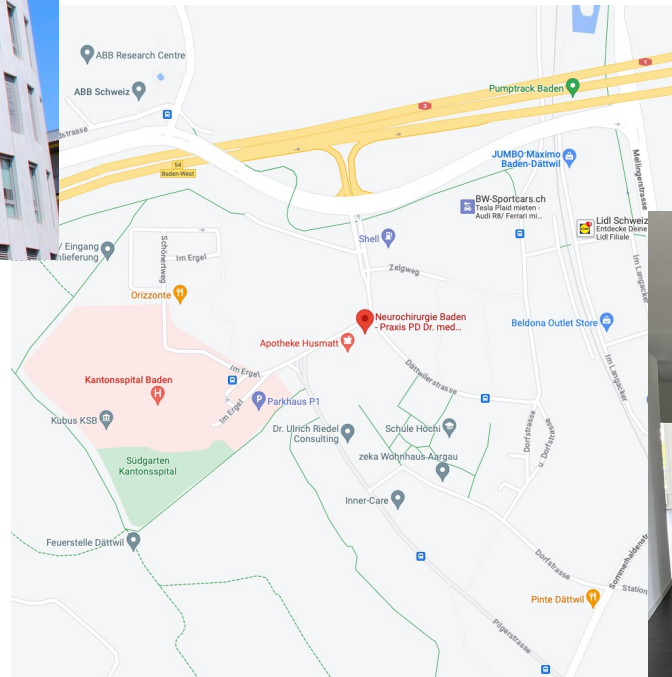 ABB Research Centre
ABB Schweiz
Pumptrack Baden
1
3
54
Baden-West
JUMBO Maximo
Baden-Dättwil
Mellingerstrasse
BW-Sportcars.ch
Tesla Plaid mieten -
Audi R8/ Ferrari mi...
Lidl Schweiz
Entdecke Deine
Lidl Filiale
Shell
Eingang
Schönertweg
Im Ergel
Zelgweg
Im Langacker
Orizzonte
Neurochirurgie Baden
- Praxis PD Dr. med...
Apotheke Husmatt
Beldona Outlet Store
Im Ergel
Kantonsspital Baden
H
Dättwilerstrasse
Im Langacker
P
Parkhaus P1
Im Ergel
Kubus KSB
Dr. Ulrich Riedel
Consulting
Schule Höchi
Dorfstrasse
u. Dorfstrasse
Südgarten
Kantonsspital
zeka Wohnhaus Aargau
Inner-Care
Feuerstelle Dättwil
Dorfstrasse
Sommerhaldenstr
Station
Pinte Dättwil
Pilgerstrasse